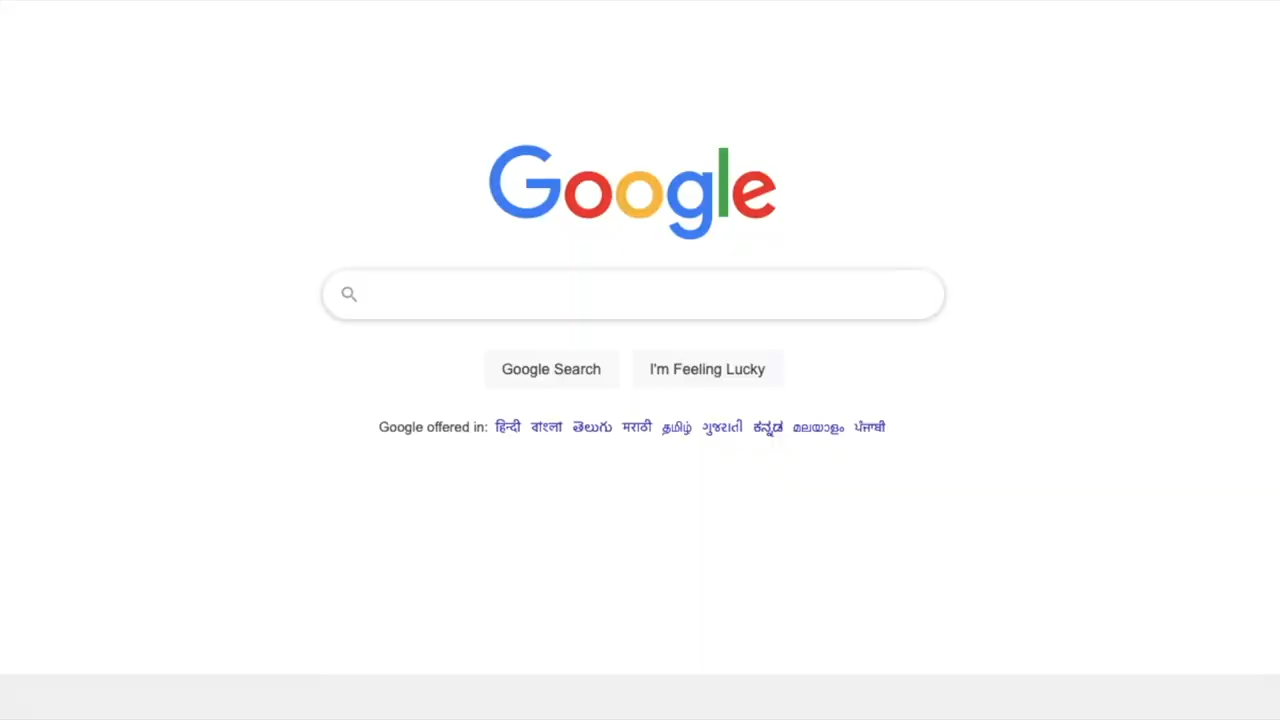 Google
Google Search I'm Feeling Lucky
Google offered in: हिन्दी বাংলা తెలుగు मराठी தமிழ் ગુજરાતી ಕನ್ನಡ മലയാളം ਪੰਜਾਬੀ